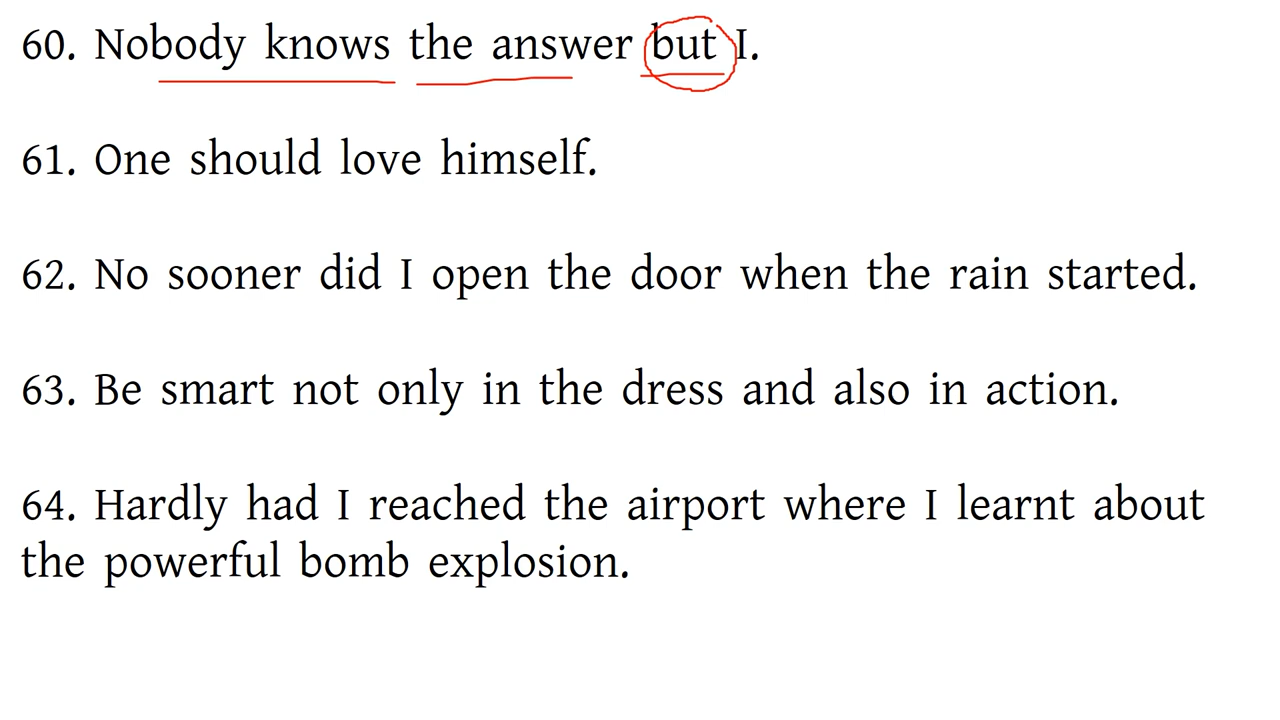 60. Nobody knows the answer but I.
61. One should love himself.
62. No sooner did I open the door when the rain started.
63. Be smart not only in the dress and also in action.
64. Hardly had I reached the airport where I learnt about
the powerful bomb explosion.